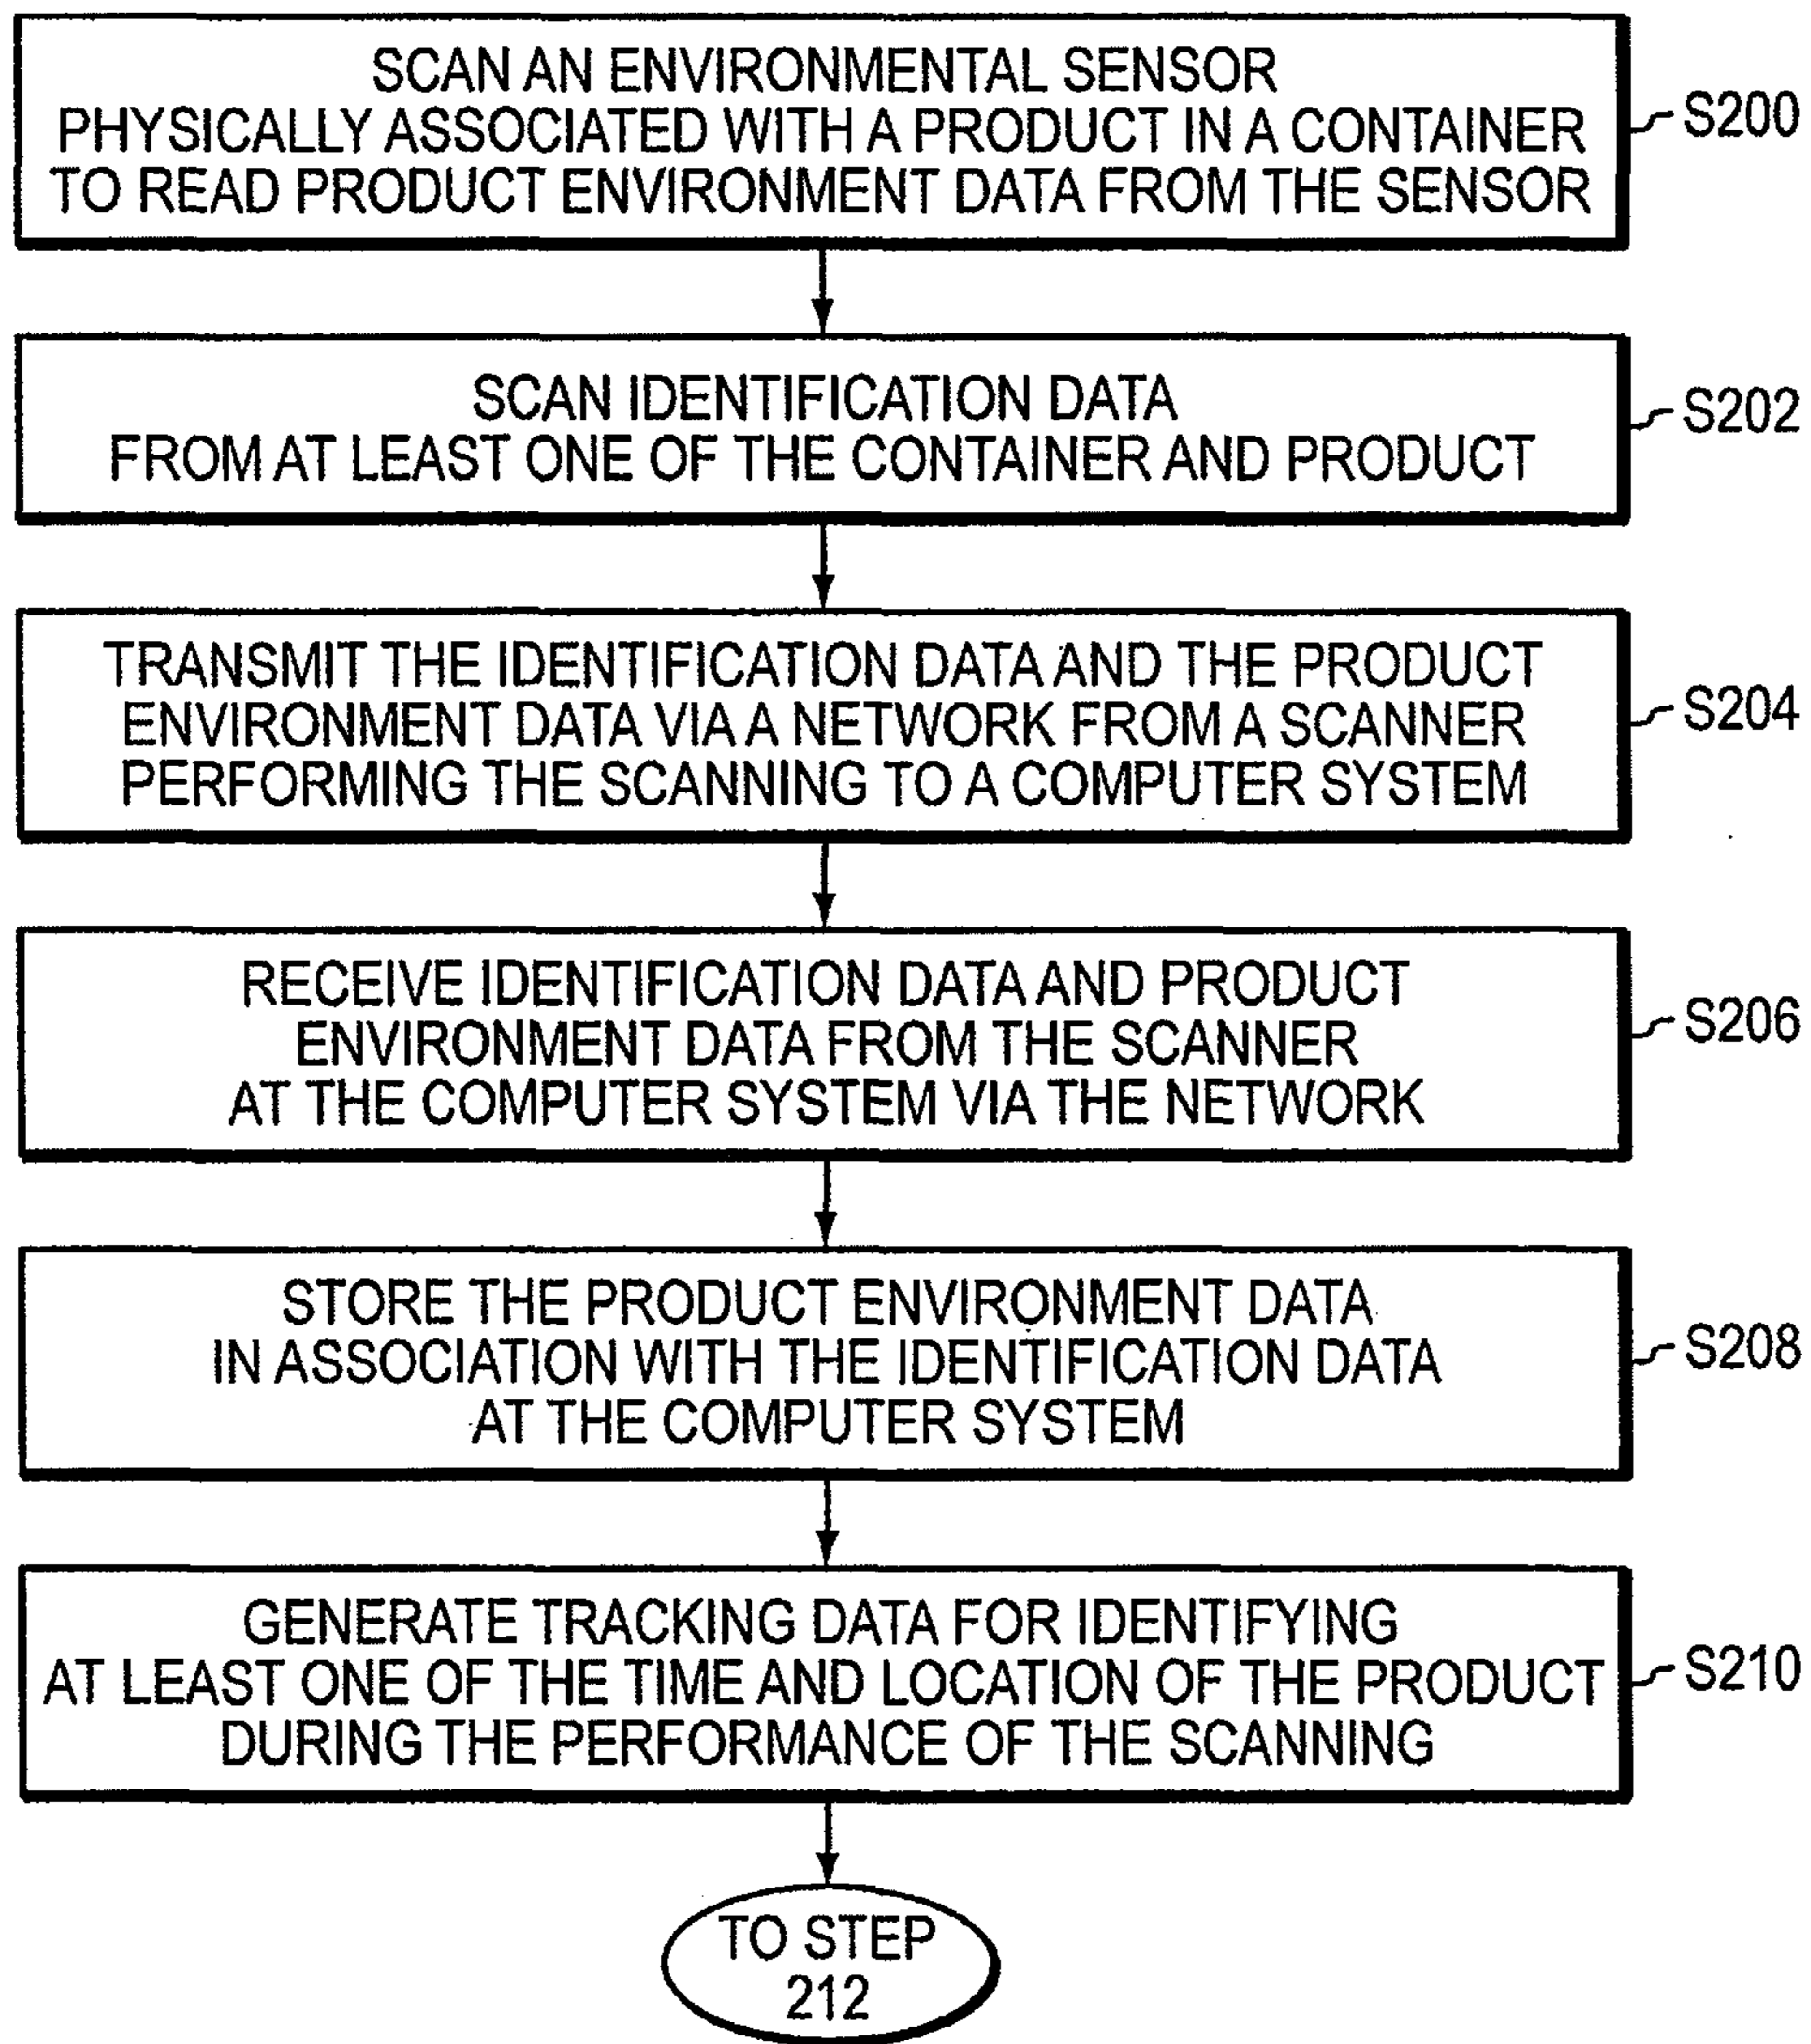 SCAN AN ENVIRONMENTAL SENSOR
PHYSICALLY ASSOCIATED WITH A PRODUCT IN A CONTAINER
TO READ PRODUCT ENVIRONMENT DATA FROM THE SENSOR
S200
SCAN IDENTIFICATION DATA
FROM AT LEAST ONE OF THE CONTAINER AND PRODUCT
S202
TRANSMIT THE IDENTIFICATION DATA AND THE PRODUCT
ENVIRONMENT DATA VIA A NETWORK FROM A SCANNER
PERFORMING THE SCANNING TO A COMPUTER SYSTEM
S204
RECEIVE IDENTIFICATION DATA AND PRODUCT
ENVIRONMENT DATA FROM THE SCANNER
AT THE COMPUTER SYSTEM VIA THE NETWORK
S206
STORE THE PRODUCT ENVIRONMENT DATA
IN ASSOCIATION WITH THE IDENTIFICATION DATA
AT THE COMPUTER SYSTEM
S208
GENERATE TRACKING DATA FOR IDENTIFYING
AT LEAST ONE OF THE TIME AND LOCATION OF THE PRODUCT
DURING THE PERFORMANCE OF THE SCANNING
S210
TO STEP
212